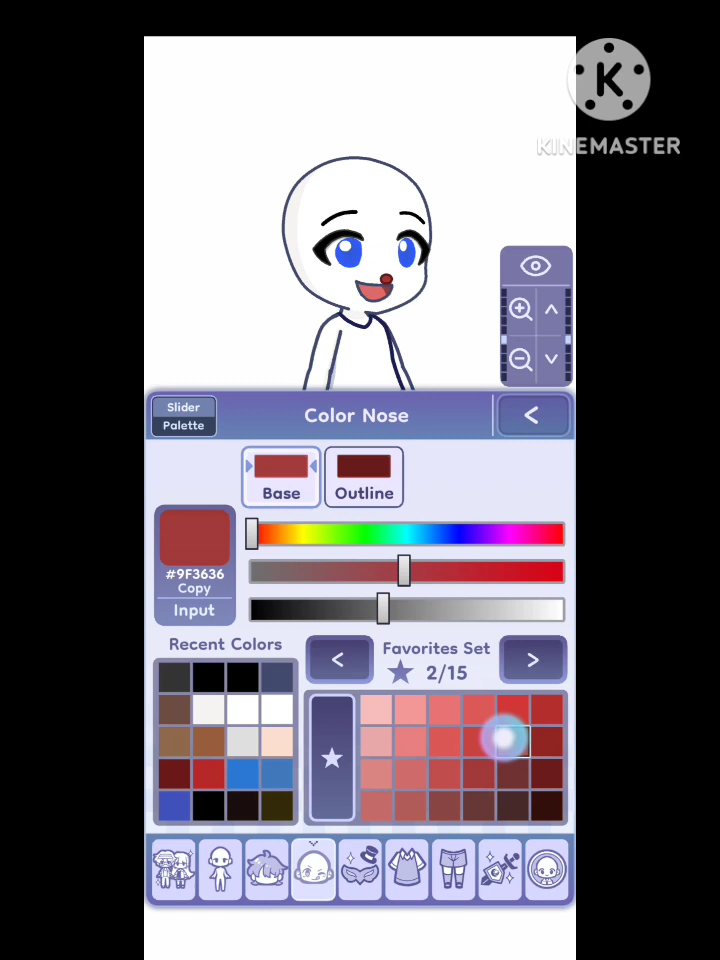 K
KINEMASTER
Slider
Palette
Color Nose
<
Base
Outline
#9F3636
Copy
Input
Recent Colors
<
Favorites Set
2/15
>